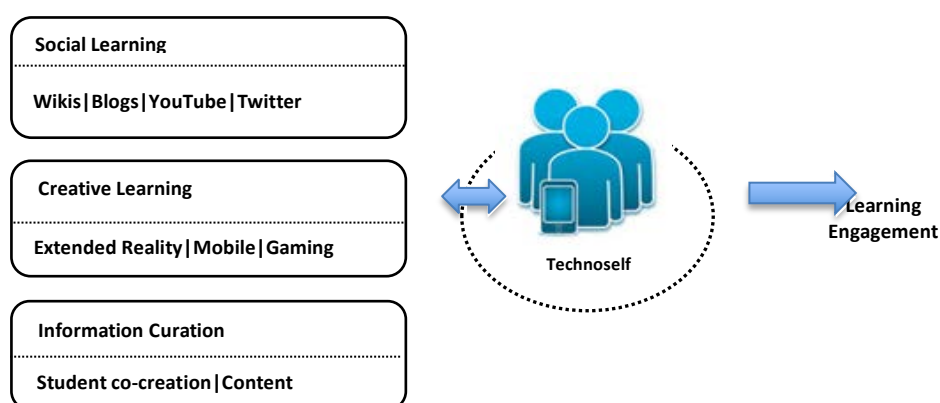 Social Learning
Wikis|Blogs|YouTube|Twitter
Creative Learning
Extended Reality|Mobile|Gaming
Information Curation
Student co-creation|Content
Technoself
Learning
Engagement